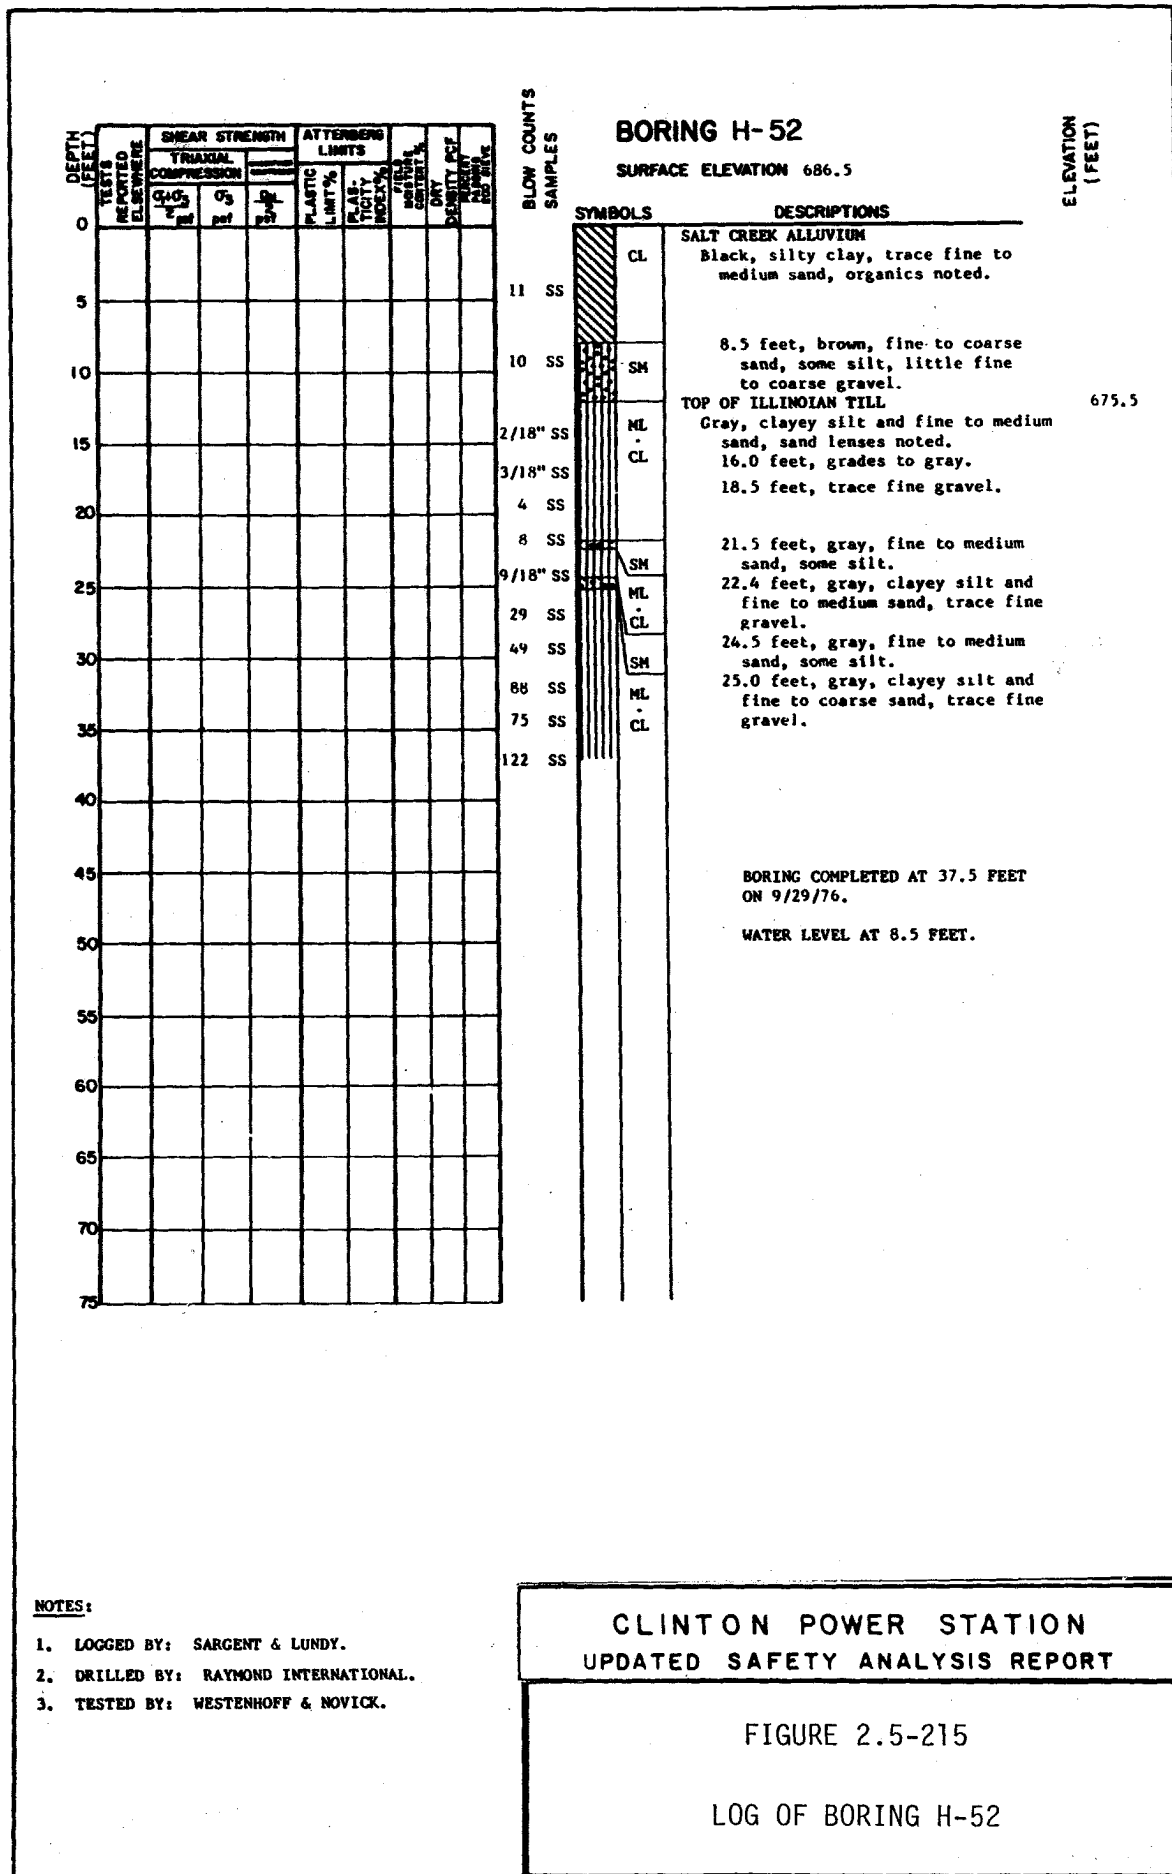 DEPTH (FEET)
TESTS REPORTED ELSEWHERE
SHEAR STRENGTH
TRIAXIAL COMPRESSION
psf
psf
psf
ATTERBERG LIMITS
PLASTIC LIMIT%
PLAS-TICITY INDEX%
FIELD MOISTURE CONTENT %
DRY DENSITY PCF
BLOW COUNTS
SAMPLES
BORING H-52
SURFACE ELEVATION 686.5
ELEVATION (FEET)
SYMBOLS
DESCRIPTIONS
0
5
10
15
20
25
30
35
40
45
50
55
60
65
70
75
11 SS
10 SS
2/18" SS
3/18" SS
4 SS
8 SS
9/18" SS
29 SS
49 SS
88 SS
75 SS
122 SS
CL
SM
ML
.
CL
SM
ML
.
CL
SM
ML
.
CL
SALT CREEK ALLUVIUM
Black, silty clay, trace fine to
medium sand, organics noted.
8.5 feet, brown, fine to coarse
sand, some silt, little fine
to coarse gravel.
TOP OF ILLINOIAN TILL 675.5
Gray, clayey silt and fine to medium
sand, sand lenses noted.
16.0 feet, grades to gray.
18.5 feet, trace fine gravel.
21.5 feet, gray, fine to medium
sand, some silt.
22.4 feet, gray, clayey silt and
fine to medium sand, trace fine
gravel.
24.5 feet, gray, fine to medium
sand, some silt.
25.0 feet, gray, clayey silt and
fine to coarse sand, trace fine
gravel.
BORING COMPLETED AT 37.5 FEET
ON 9/29/76.
WATER LEVEL AT 8.5 FEET.
NOTES:
1. LOGGED BY: SARGENT & LUNDY.
2. DRILLED BY: RAYMOND INTERNATIONAL.
3. TESTED BY: WESTENHOFF & NOVICK.
CLINTON POWER STATION
UPDATED SAFETY ANALYSIS REPORT
FIGURE 2.5-215
LOG OF BORING H-52